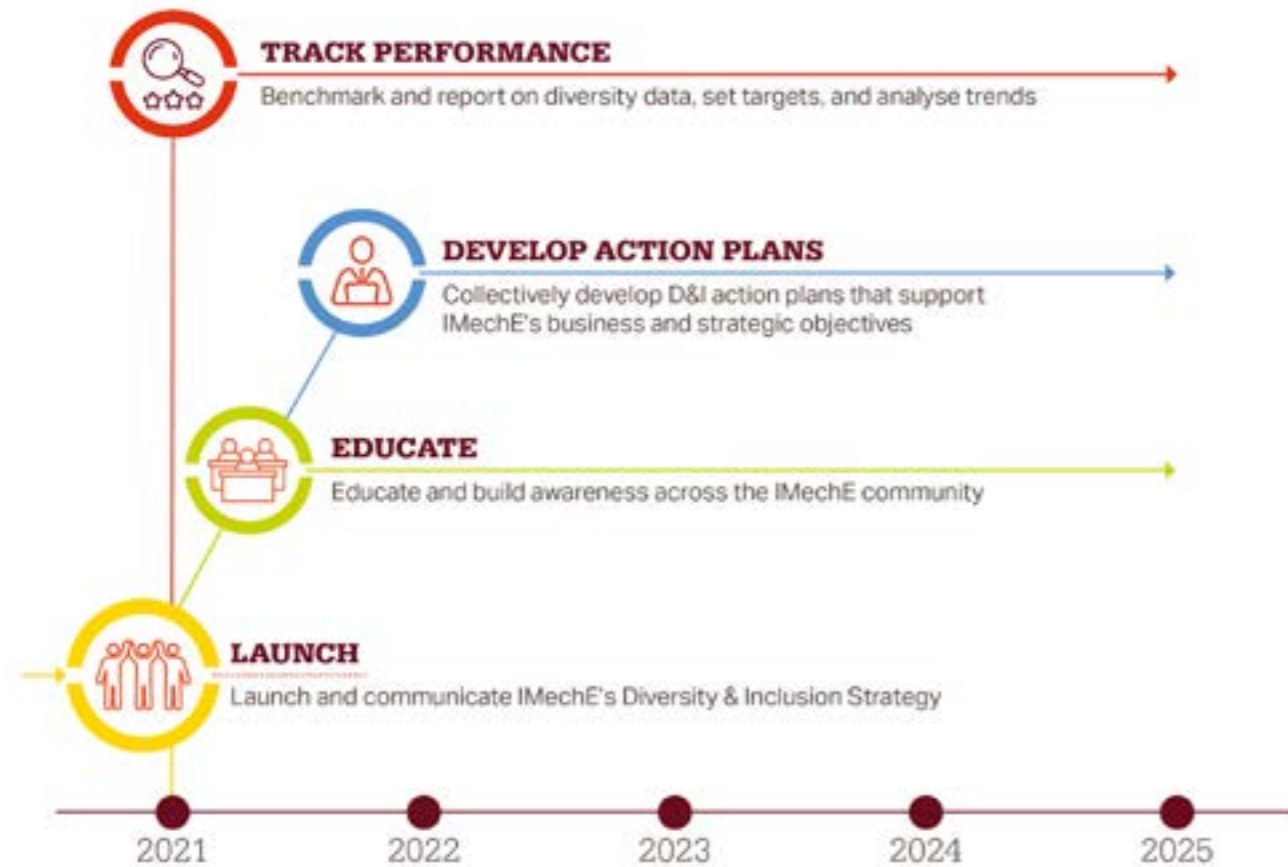 TRACK PERFORMANCE
Benchmark and report on diversity data, set targets, and analyse trends
DEVELOP ACTION PLANS
Collectively develop D&I action plans that support
IMechE's business and strategic objectives
EDUCATE
Educate and build awareness across the IMechE community
LAUNCH
Launch and communicate IMechE's Diversity & Inclusion Strategy
2021 2022 2023 2024 2025